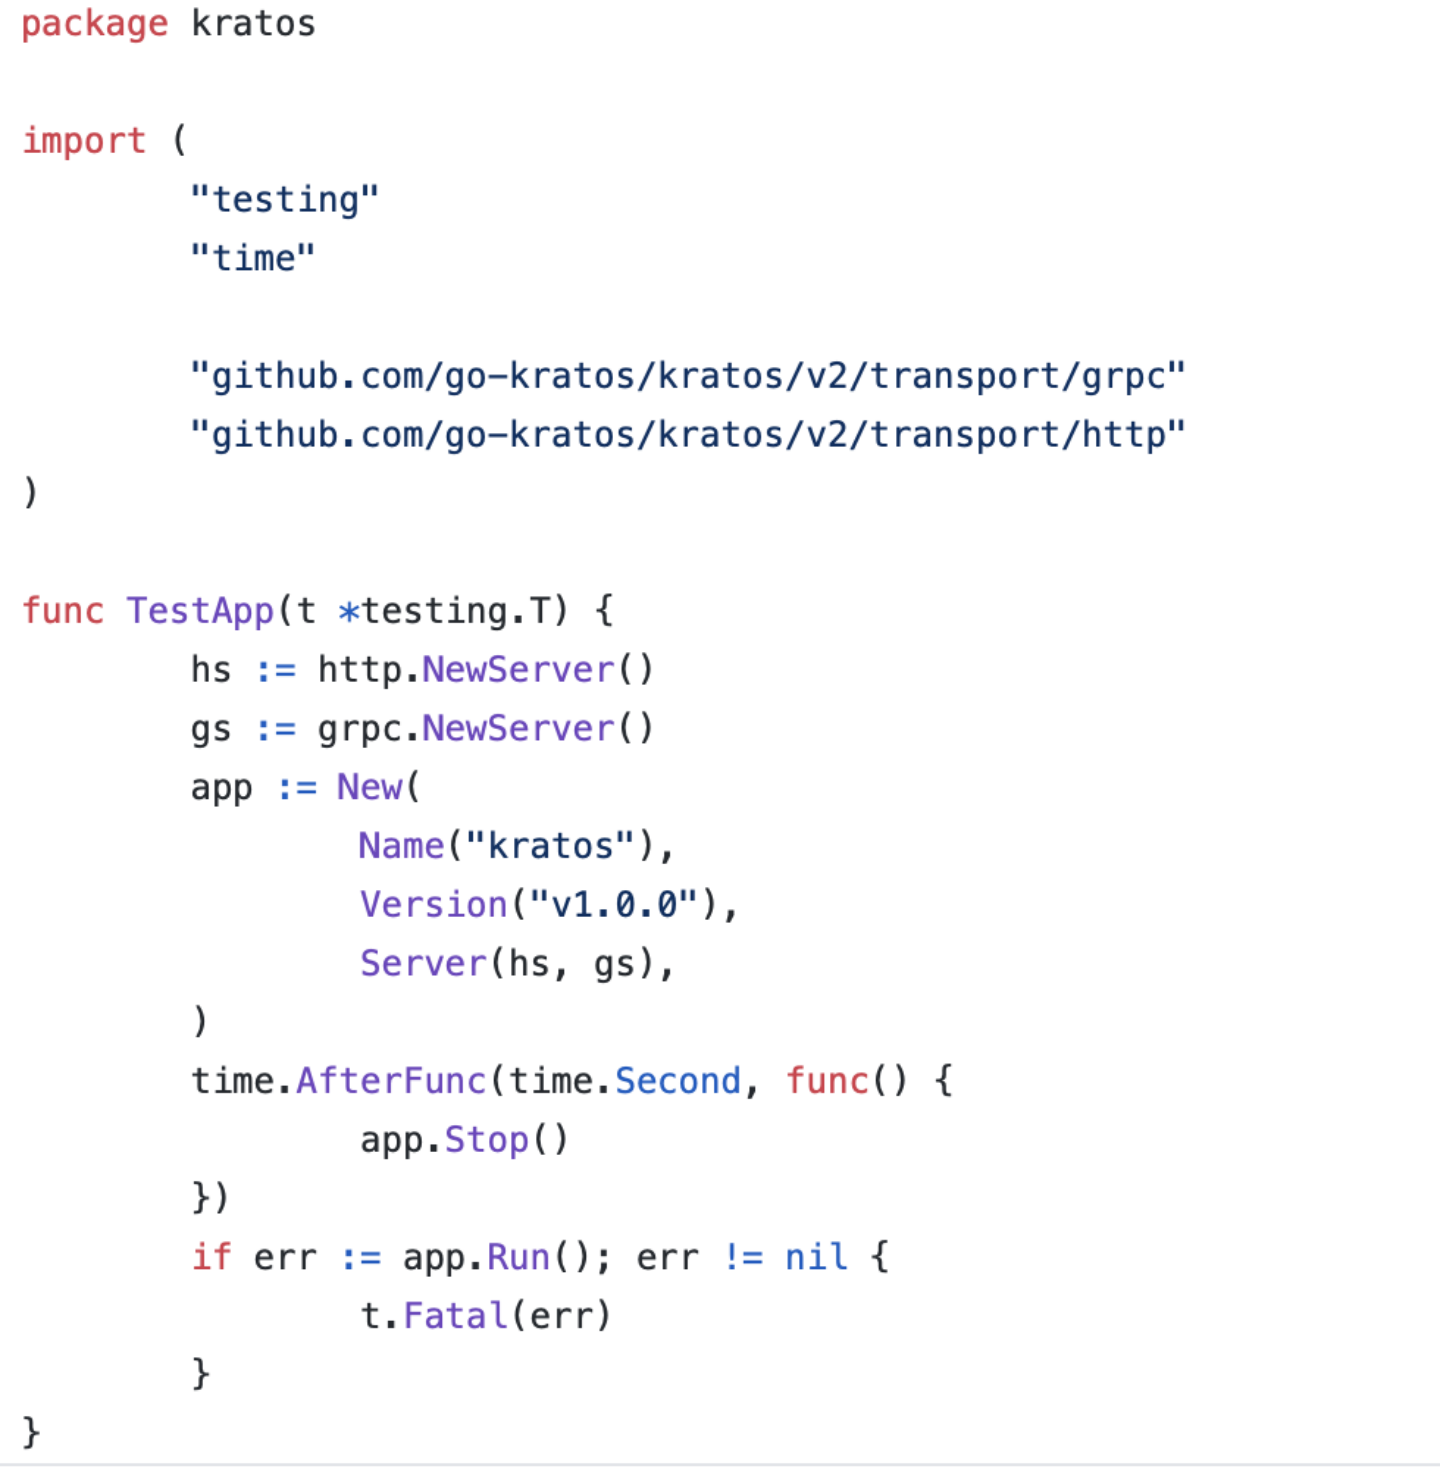 package kratos
import (
"testing"
"time"
"github.com/go-kratos/kratos/v2/transport/grpc"
"github.com/go-kratos/kratos/v2/transport/http"
)
func TestApp(t *testing.T) {
hs := http.NewServer()
gs := grpc.NewServer()
app := New(
Name("kratos"),
Version("v1.0.0"),
Server(hs, gs),
)
time.AfterFunc(time.Second, func() {
app.Stop()
})
if err := app.Run(); err != nil {
t.Fatal(err)
}
}